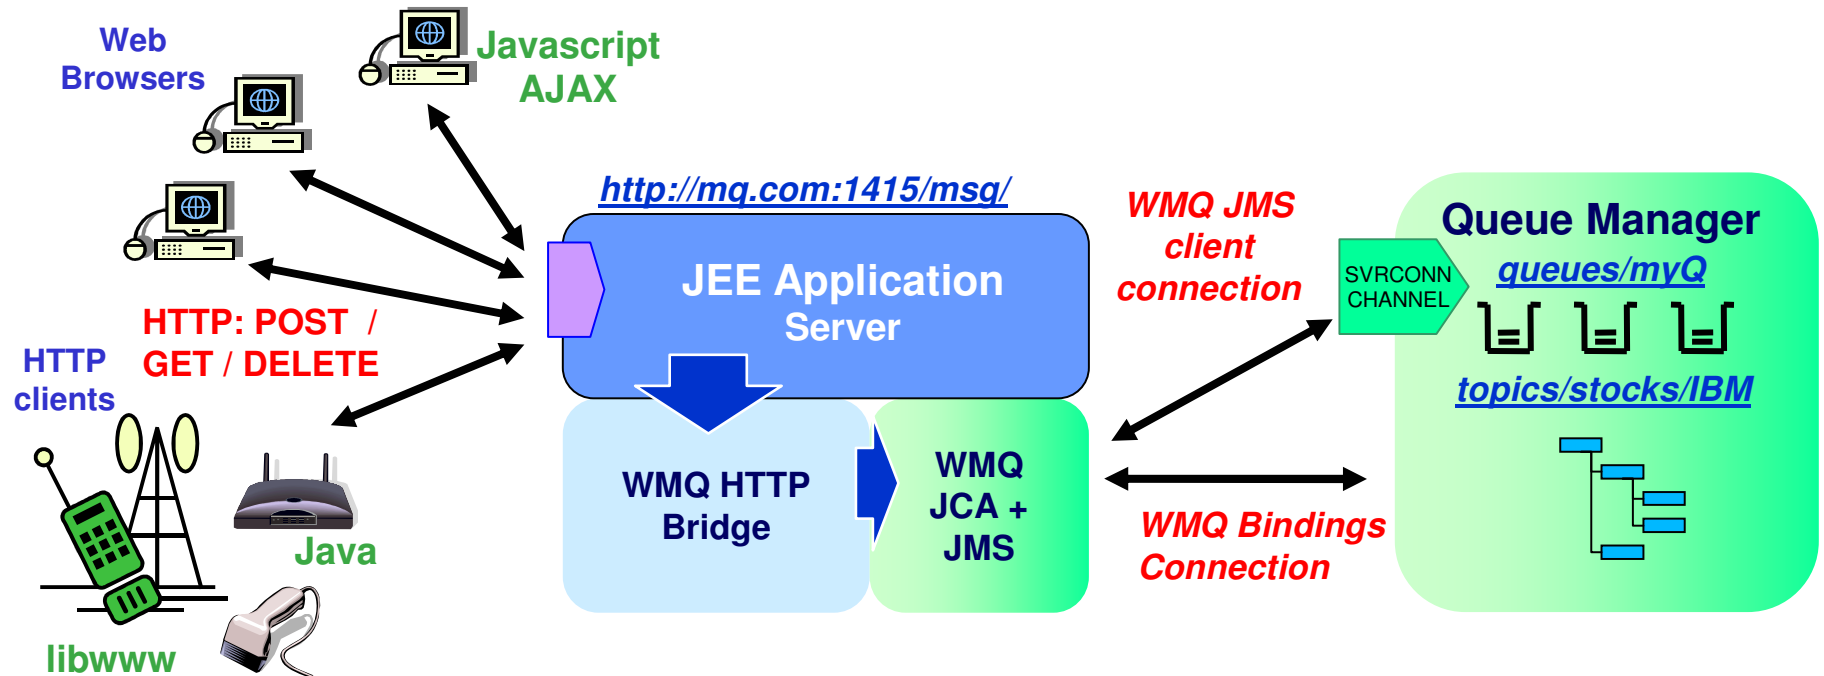 Web
Browsers
Javascript
AJAX
http://mq.com:1415/msg/
JEE Application
Server
HTTP: POST /
GET / DELETE
HTTP
clients
Java
libwww
WMQ HTTP
Bridge
WMQ
JCA +
JMS
WMQ JMS
client
connection
WMQ Bindings
Connection
SVRCONN
CHANNEL
Queue Manager
queues/myQ
topics/stocks/IBM